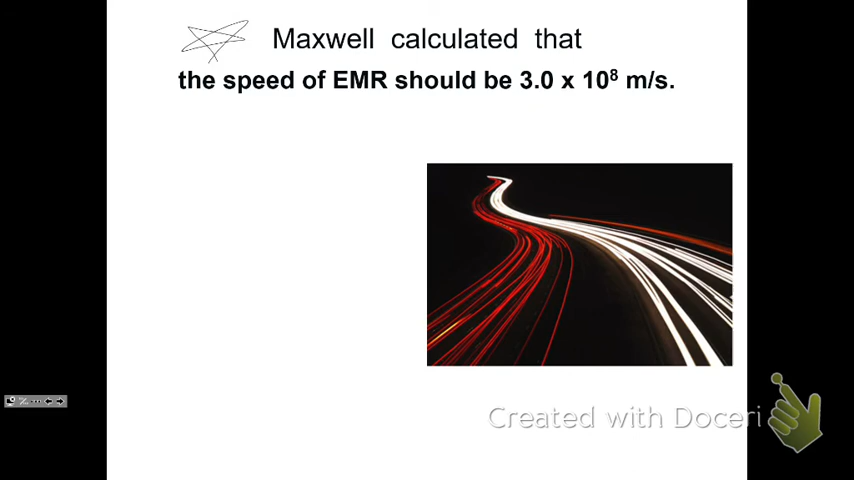 Maxwell calculated that
the speed of EMR should be 3.0 x 10⁸ m/s.
Created with Doceri